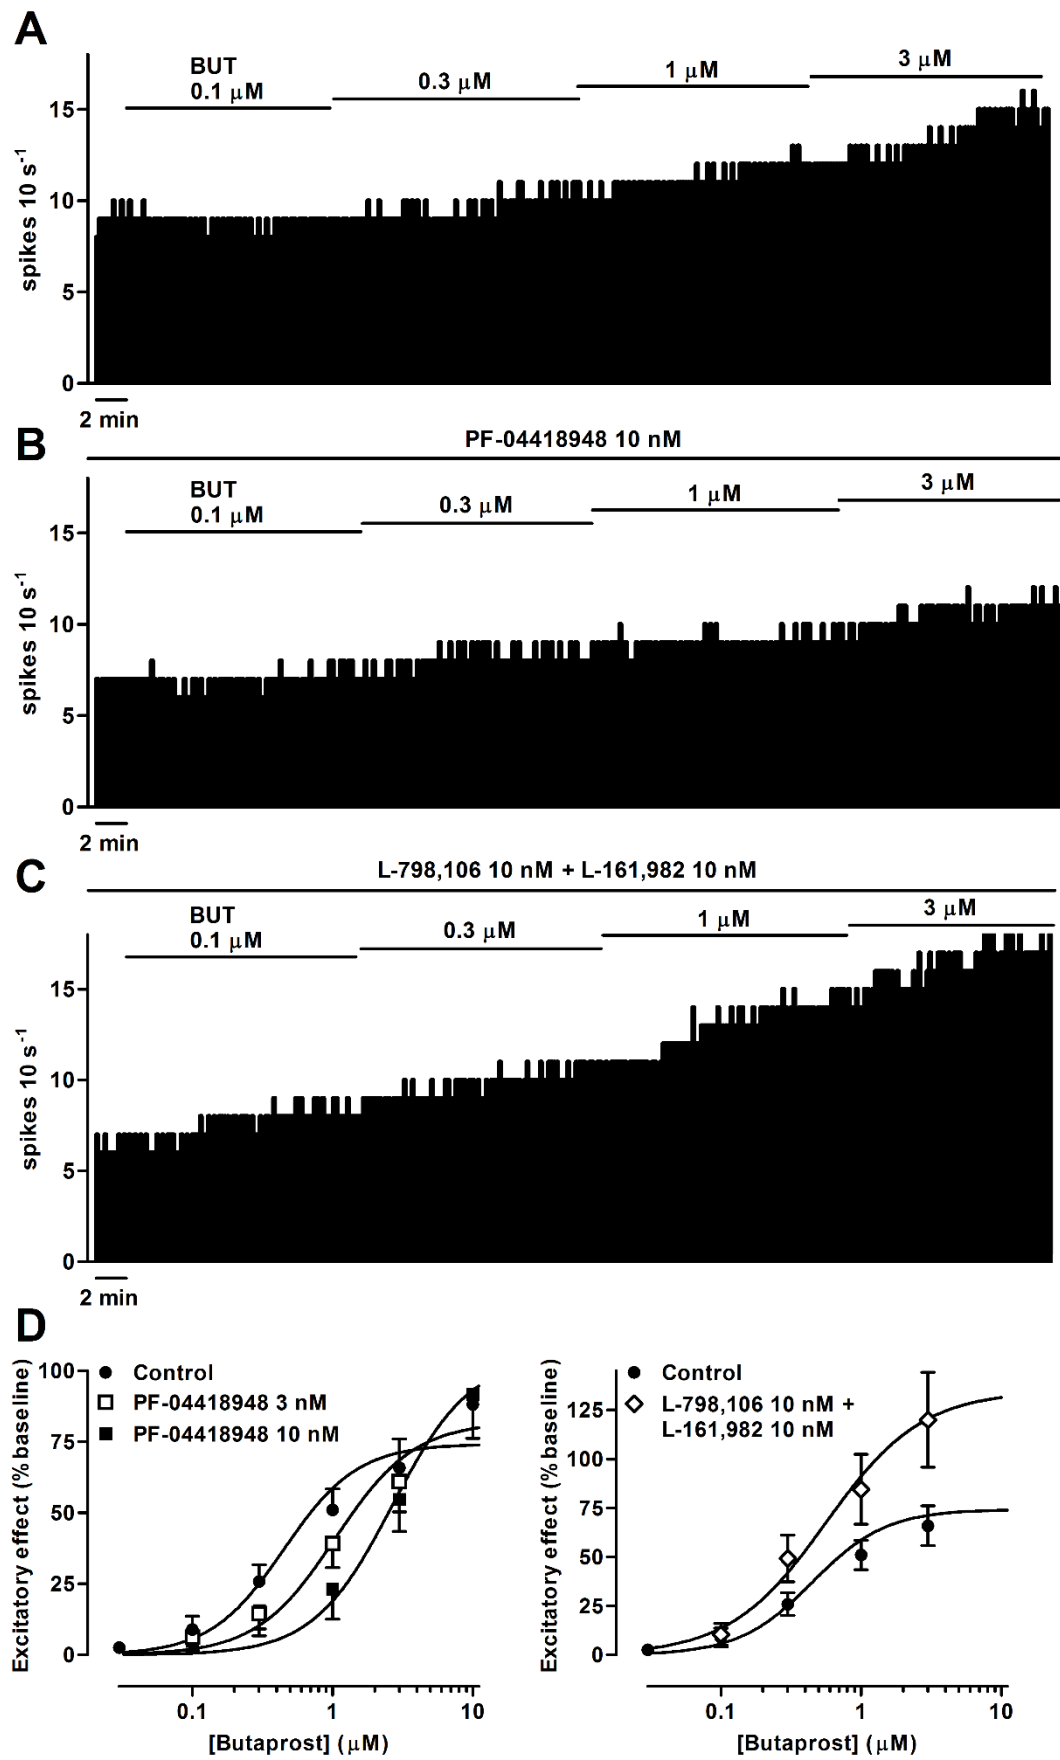 A
BUT
0.1 μM
0.3 μM
1 μM
3 μM
spikes 10 s⁻¹
15
10
5
0
2 min
B
PF-04418948 10 nM
BUT
0.1 μM
0.3 μM
1 μM
3 μM
spikes 10 s⁻¹
15
10
5
0
2 min
C
L-798,106 10 nM + L-161,982 10 nM
BUT
0.1 μM
0.3 μM
1 μM
3 μM
spikes 10 s⁻¹
15
10
5
0
2 min
D
Excitatory effect (% baseline)
100
75
50
25
0
Control
PF-04418948 3 nM
PF-04418948 10 nM
0.1 1 10
[Butaprost] (μM)
Excitatory effect (% baseline)
125
100
75
50
25
0
Control
L-798,106 10 nM +
L-161,982 10 nM
0.1 1 10
[Butaprost] (μM)